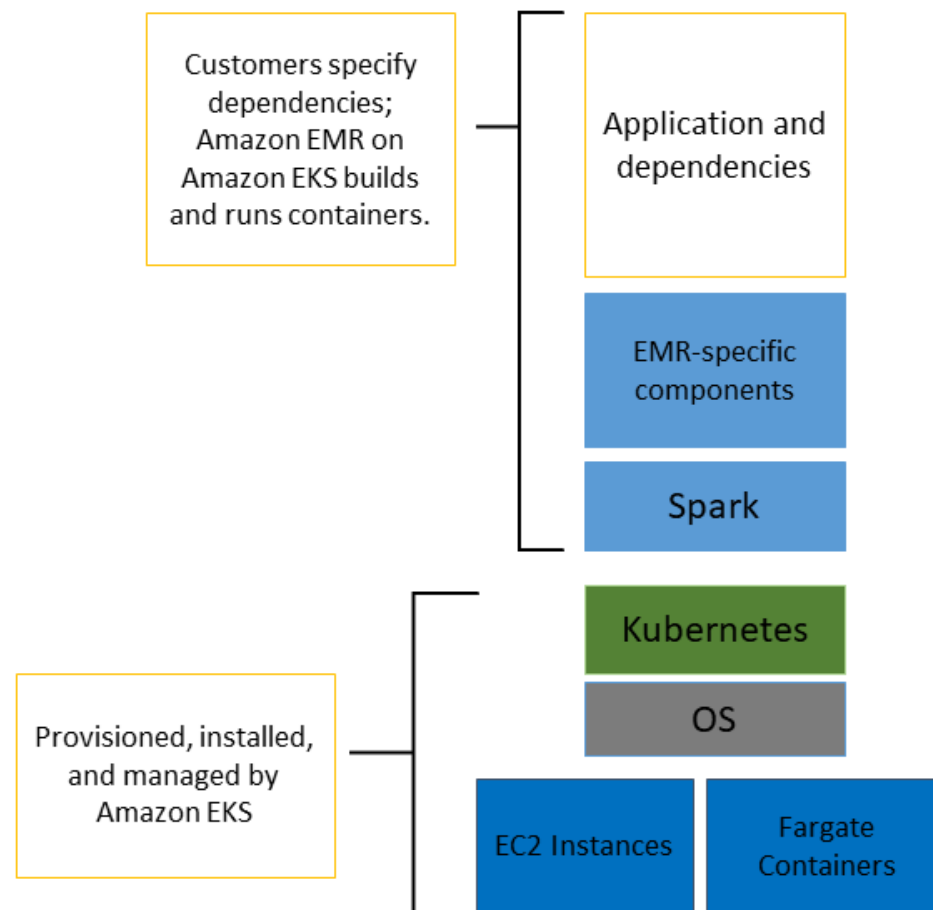 Customers specify
dependencies;
Amazon EMR on
Amazon EKS builds
and runs containers.
Application and
dependencies
EMR-specific
components
Spark
Kubernetes
OS
Provisioned, installed,
and managed by
Amazon EKS
EC2 Instances
Fargate
Containers